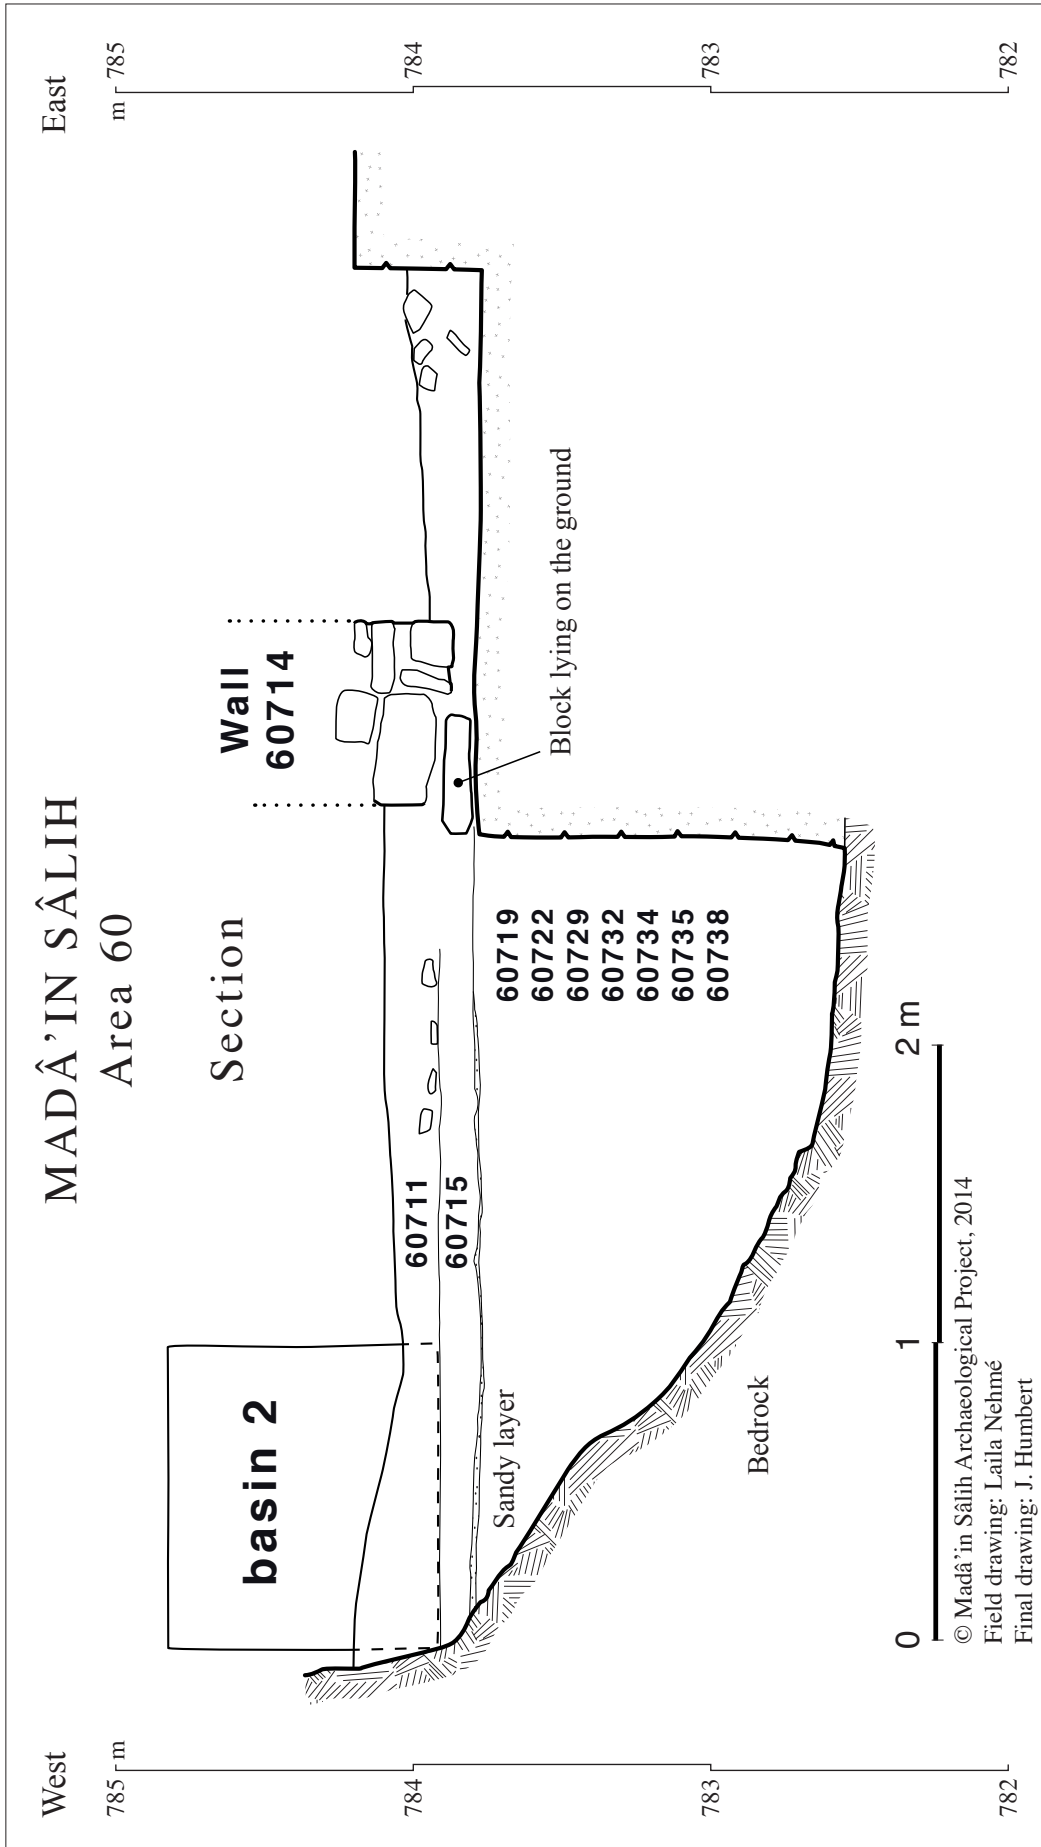 MADÂ’IN SÂLIH
Area 60
Section
West
East
785 m
784
783
782
m 785
784
783
782
basin 2
Wall
60714
60711
60715
Sandy layer
Block lying on the ground
60719
60722
60729
60732
60734
60735
60738
Bedrock
0 1 2 m
© Madâ’in Sâlih Archaeological Project, 2014
Field drawing: Laila Nehmé
Final drawing: J. Humbert